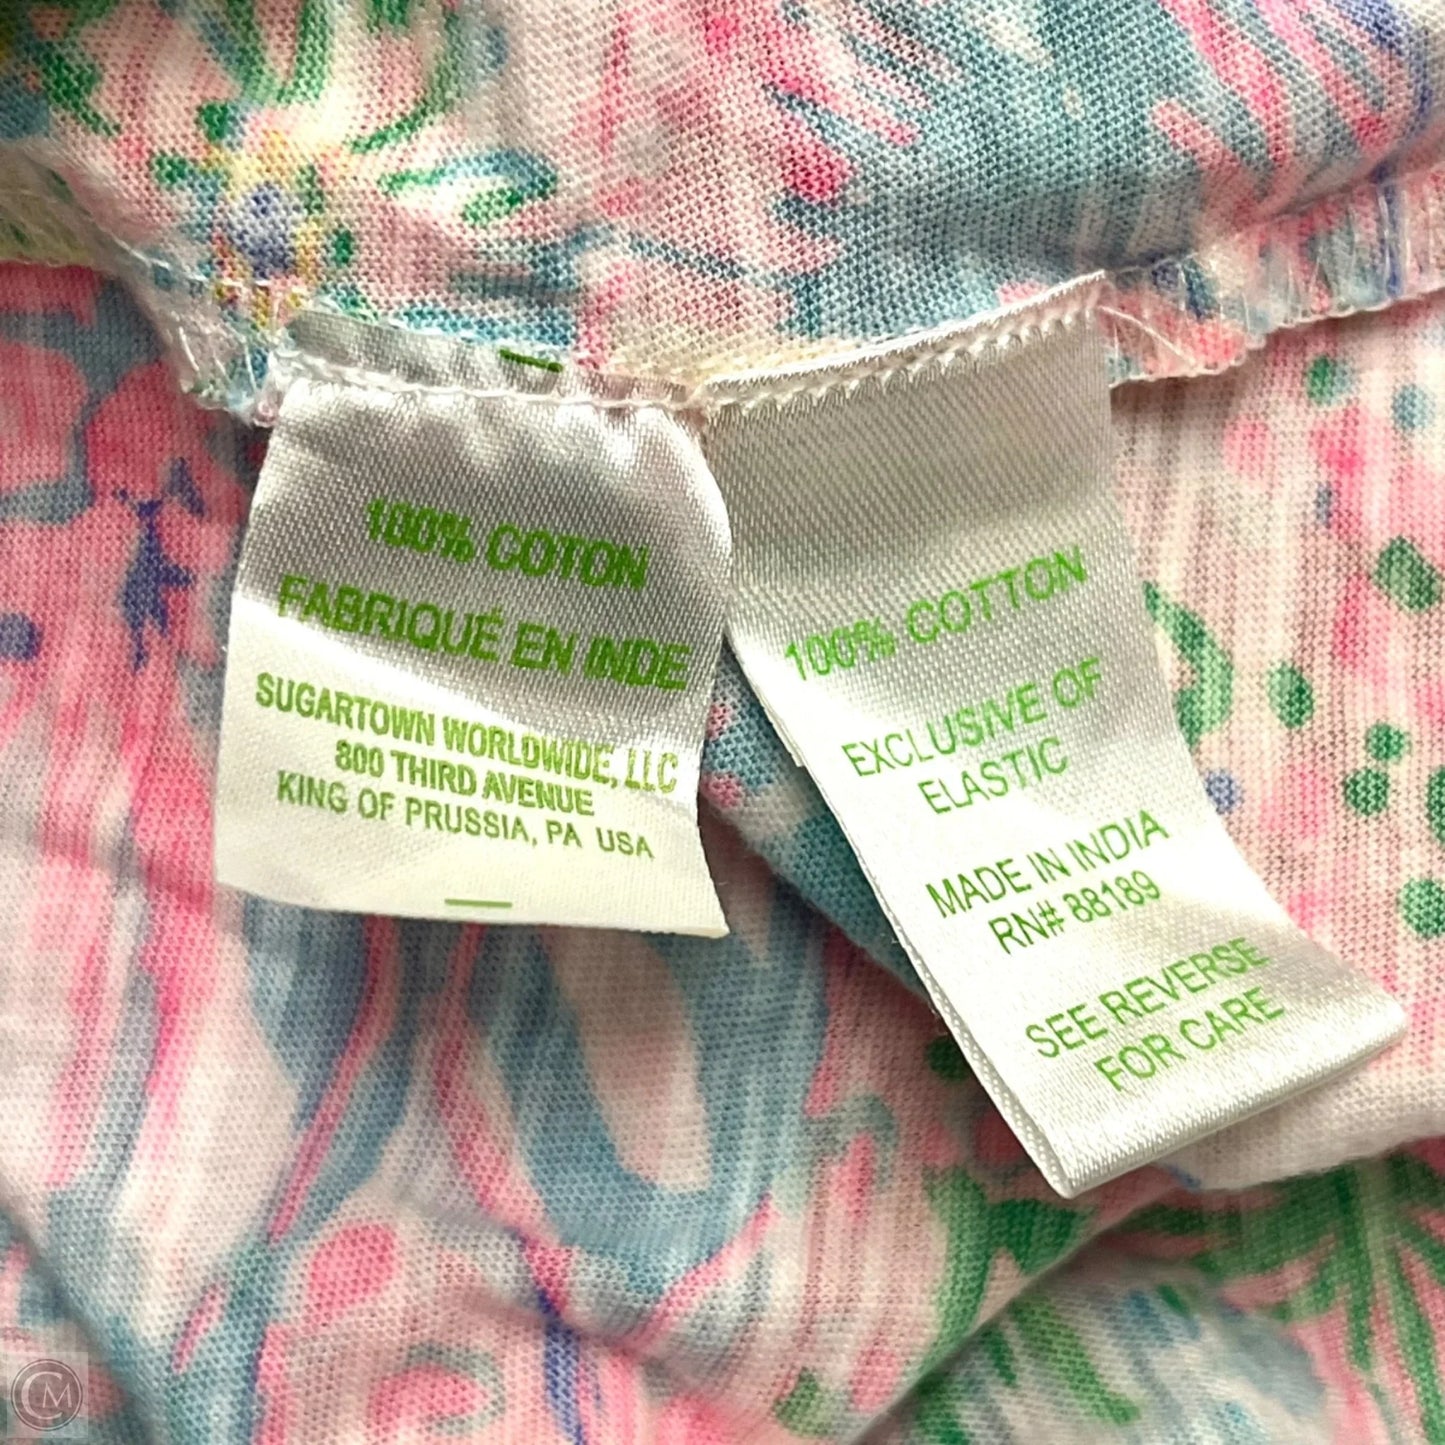 100% COTON
FABRIQUÉ EN INDE
SUGARTOWN WORLDWIDE, LLC
800 THIRD AVENUE
KING OF PRUSSIA, PA USA
100% COTTON
EXCLUSIVE OF
ELASTIC
MADE IN INDIA
RN# 88189
SEE REVERSE
FOR CARE
CM